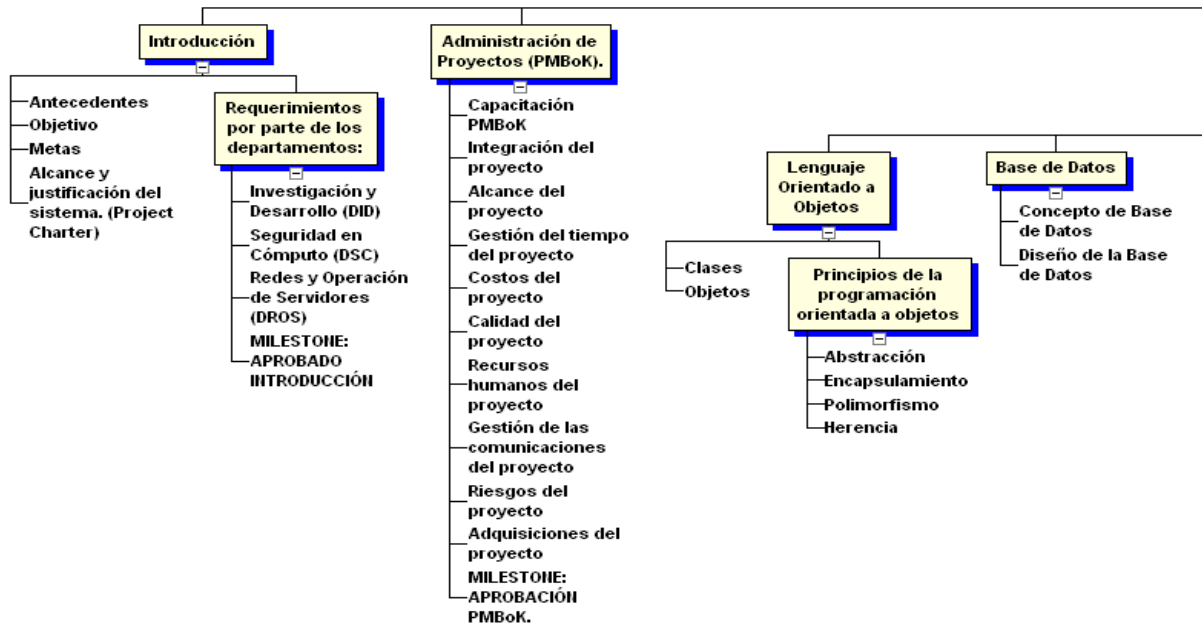 Introducción
Antecedentes
Objetivo
Metas
Alcance y
justificación del
sistema. (Project
Charter)
Requerimientos
por parte de los
departamentos:
Investigación y
Desarrollo (DID)
Seguridad en
Cómputo (DSC)
Redes y Operación
de Servidores
(DROS)
MILESTONE:
APROBADO
INTRODUCCIÓN
Administración de
Proyectos (PMBoK).
Capacitación
PMBoK
Integración del
proyecto
Alcance del
proyecto
Gestión del tiempo
del proyecto
Costos del
proyecto
Calidad del
proyecto
Recursos
humanos del
proyecto
Gestión de las
comunicaciones
del proyecto
Riesgos del
proyecto
Adquisiciones del
proyecto
MILESTONE:
APROBACIÓN
PMBoK.
Lenguaje
Orientado a
Objetos
Clases
Objetos
Principios de la
programación
orientada a objetos
Abstracción
Encapsulamiento
Polimorfismo
Herencia
Base de Datos
Concepto de Base
de Datos
Diseño de la Base
de Datos